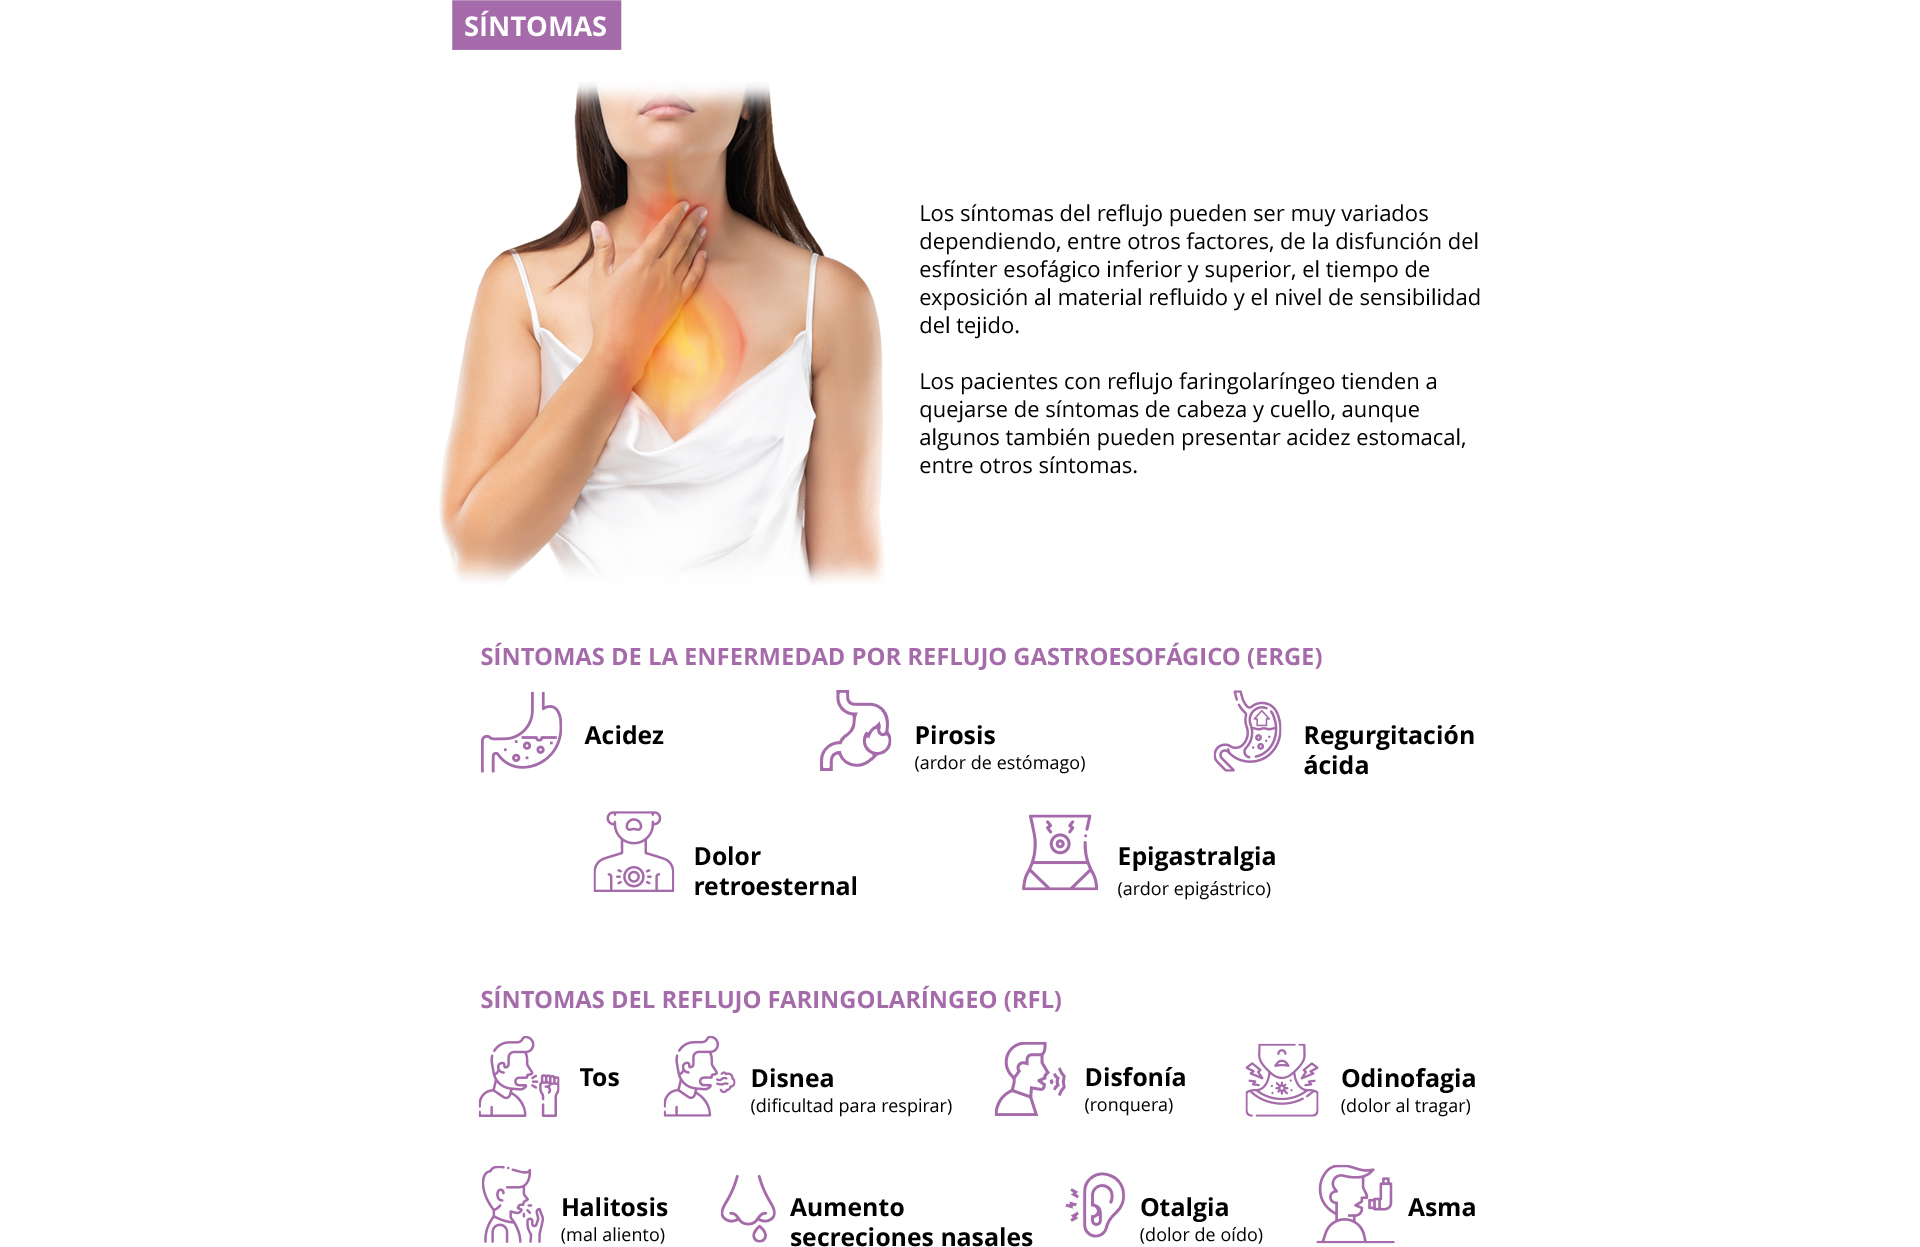 SÍNTOMAS
Los síntomas del reflujo pueden ser muy variados
dependiendo, entre otros factores, de la disfunción del
esfínter esofágico inferior y superior, el tiempo de
exposición al material refluido y el nivel de sensibilidad
del tejido.
Los pacientes con reflujo faringolaríngeo tienden a
quejarse de síntomas de cabeza y cuello, aunque
algunos también pueden presentar acidez estomacal,
entre otros síntomas.
SÍNTOMAS DE LA ENFERMEDAD POR REFLUJO GASTROESOFÁGICO (ERGE)
Acidez
Pirosis
(ardor de estómago)
Regurgitación
ácida
Dolor
retroesternal
Epigastralgia
(ardor epigástrico)
SÍNTOMAS DEL REFLUJO FARINGOLARÍNGEO (RFL)
Tos
Disnea
(dificultad para respirar)
Disfonía
(ronquera)
Odinofagia
(dolor al tragar)
Halitosis
(mal aliento)
Aumento
secreciones nasales
Otalgia
(dolor de oído)
Asma